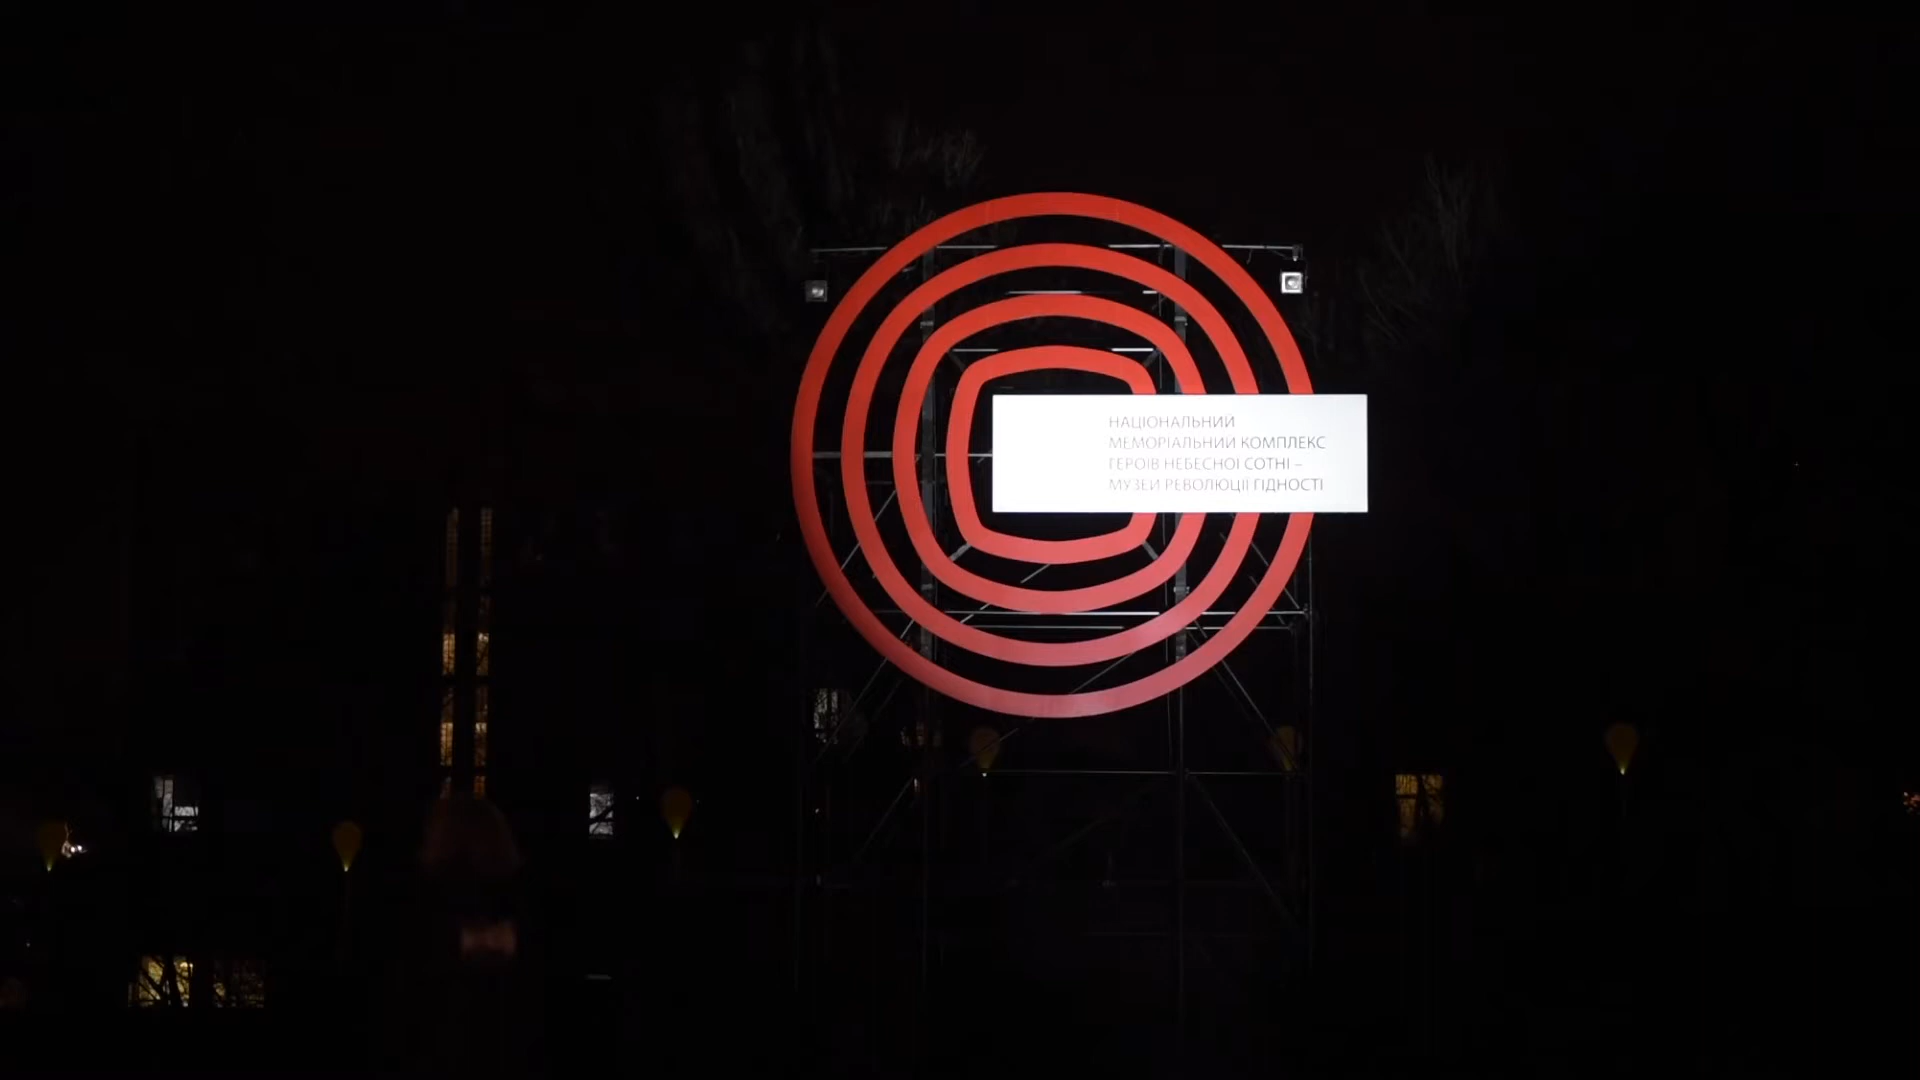 НАЦІОНАЛЬНИЙ
МЕМОРІАЛЬНИЙ КОМПЛЕКС
ГЕРОЇВ НЕБЕСНОЇ СОТНІ –
МУЗЕЙ РЕВОЛЮЦІЇ ГІДНОСТІ